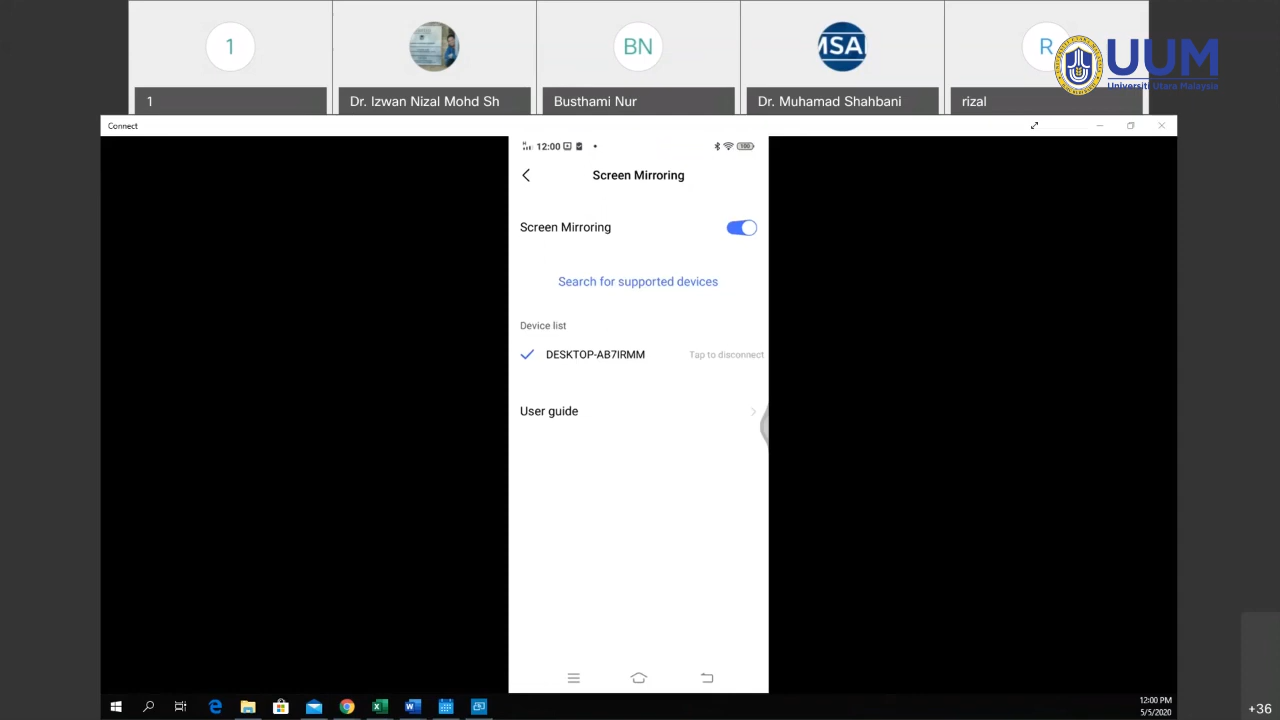 1
BN
MSA
R
UUM
Universiti Utara Malaysia
1
Dr. Izwan Nizal Mohd Sh
Busthami Nur
Dr. Muhamad Shahbani
rizal
Connect
12:00
100
Screen Mirroring
Screen Mirroring
Search for supported devices
Device list
DESKTOP-AB7IRMM
Tap to disconnect
User guide
12:00 PM
5/5/2020
+36